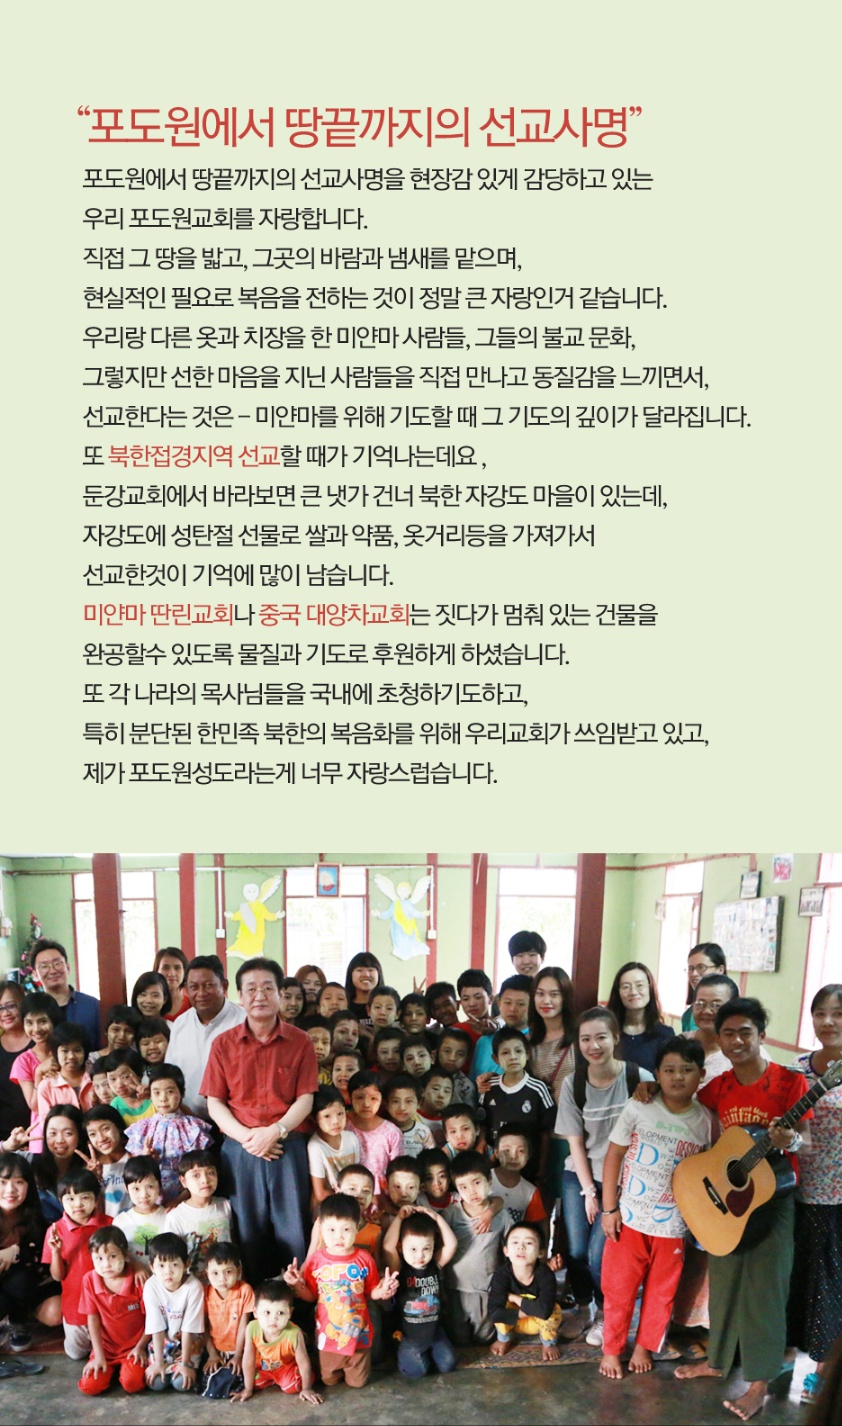 “포도원에서 땅끝까지의 선교사명”
포도원에서 땅끝까지의 선교사명을 현장감 있게 감당하고 있는
우리 포도원교회를 자랑합니다.
직접 그 땅을 밟고, 그곳의 바람과 냄새를 맡으며,
현실적인 필요로 복음을 전하는 것이 정말 큰 자랑인거 같습니다.
우리랑 다른 옷과 치장을 한 미얀마 사람들, 그들의 불교 문화,
그렇지만 선한 마음을 지닌 사람들을 직접 만나고 동질감을 느끼면서,
선교한다는 것은 – 미얀마를 위해 기도할 때 그 기도의 깊이가 달라집니다.
또 북한접경지역 선교할 때가 기억나는데요 ,
둔강교회에서 바라보면 큰 냇가 건너 북한 자강도 마을이 있는데,
자강도에 성탄절 선물로 쌀과 약품, 옷거리등을 가져가서
선교한것이 기억에 많이 남습니다.
미얀마 딴린교회나 중국 대양차교회는 짓다가 멈춰 있는 건물을
완공할수 있도록 물질과 기도로 후원하게 하셨습니다.
또 각 나라의 목사님들을 국내에 초청하기도하고,
특히 분단된 한민족 북한의 복음화를 위해 우리교회가 쓰임받고 있고,
제가 포도원성도라는게 너무 자랑스럽습니다.